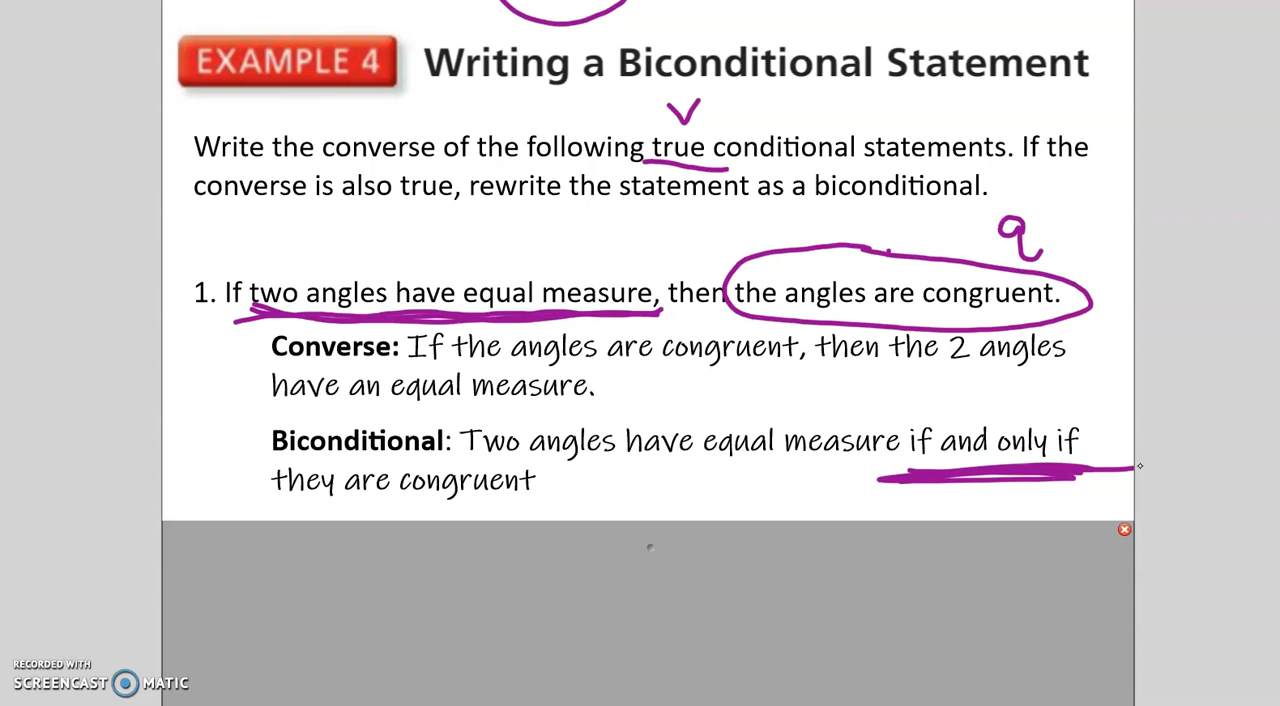 EXAMPLE 4 Writing a Biconditional Statement
Write the converse of the following true conditional statements. If the
converse is also true, rewrite the statement as a biconditional.
q
1. If two angles have equal measure, then the angles are congruent.
Converse: If the angles are congruent, then the 2 angles
have an equal measure.
Biconditional: Two angles have equal measure if and only if
they are congruent
RECORDED WITH
SCREENCAST MATIC